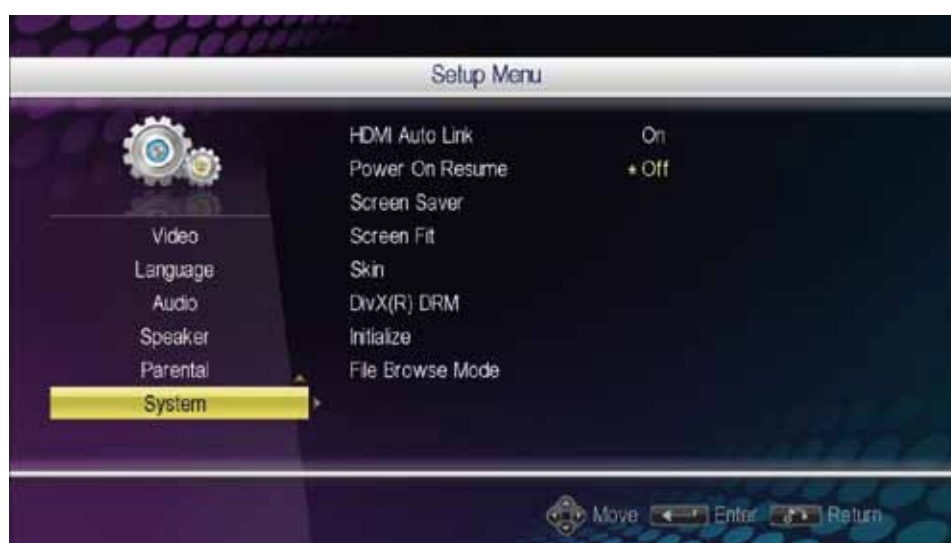 Setup Menu
HDMI Auto Link On
Power On Resume Off
Screen Saver
Video Screen Fit
Language Skin
Audio DivX(R) DRM
Speaker Initialize
Parental File Browse Mode
System
Move Enter Return